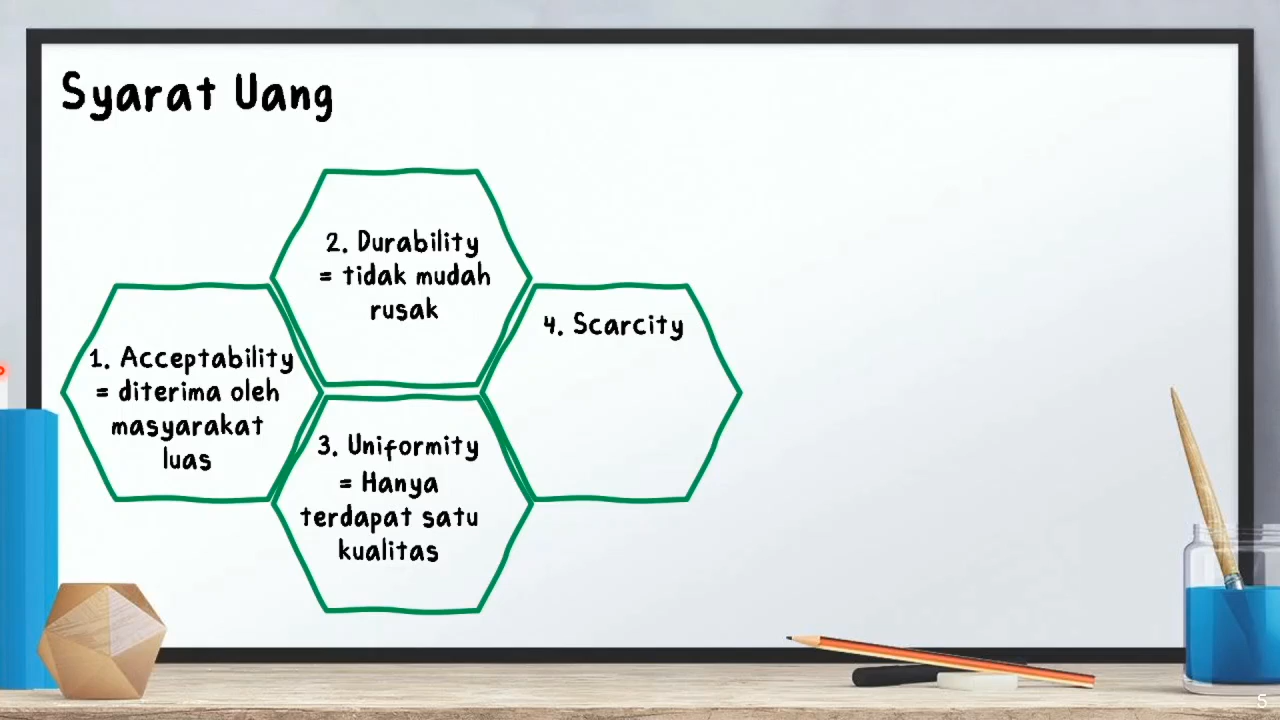 Syarat Uang
1. Acceptability
= diterima oleh
masyarakat
luas
2. Durability
= tidak mudah
rusak
3. Uniformity
= Hanya
terdapat satu
kualitas
4. Scarcity
5